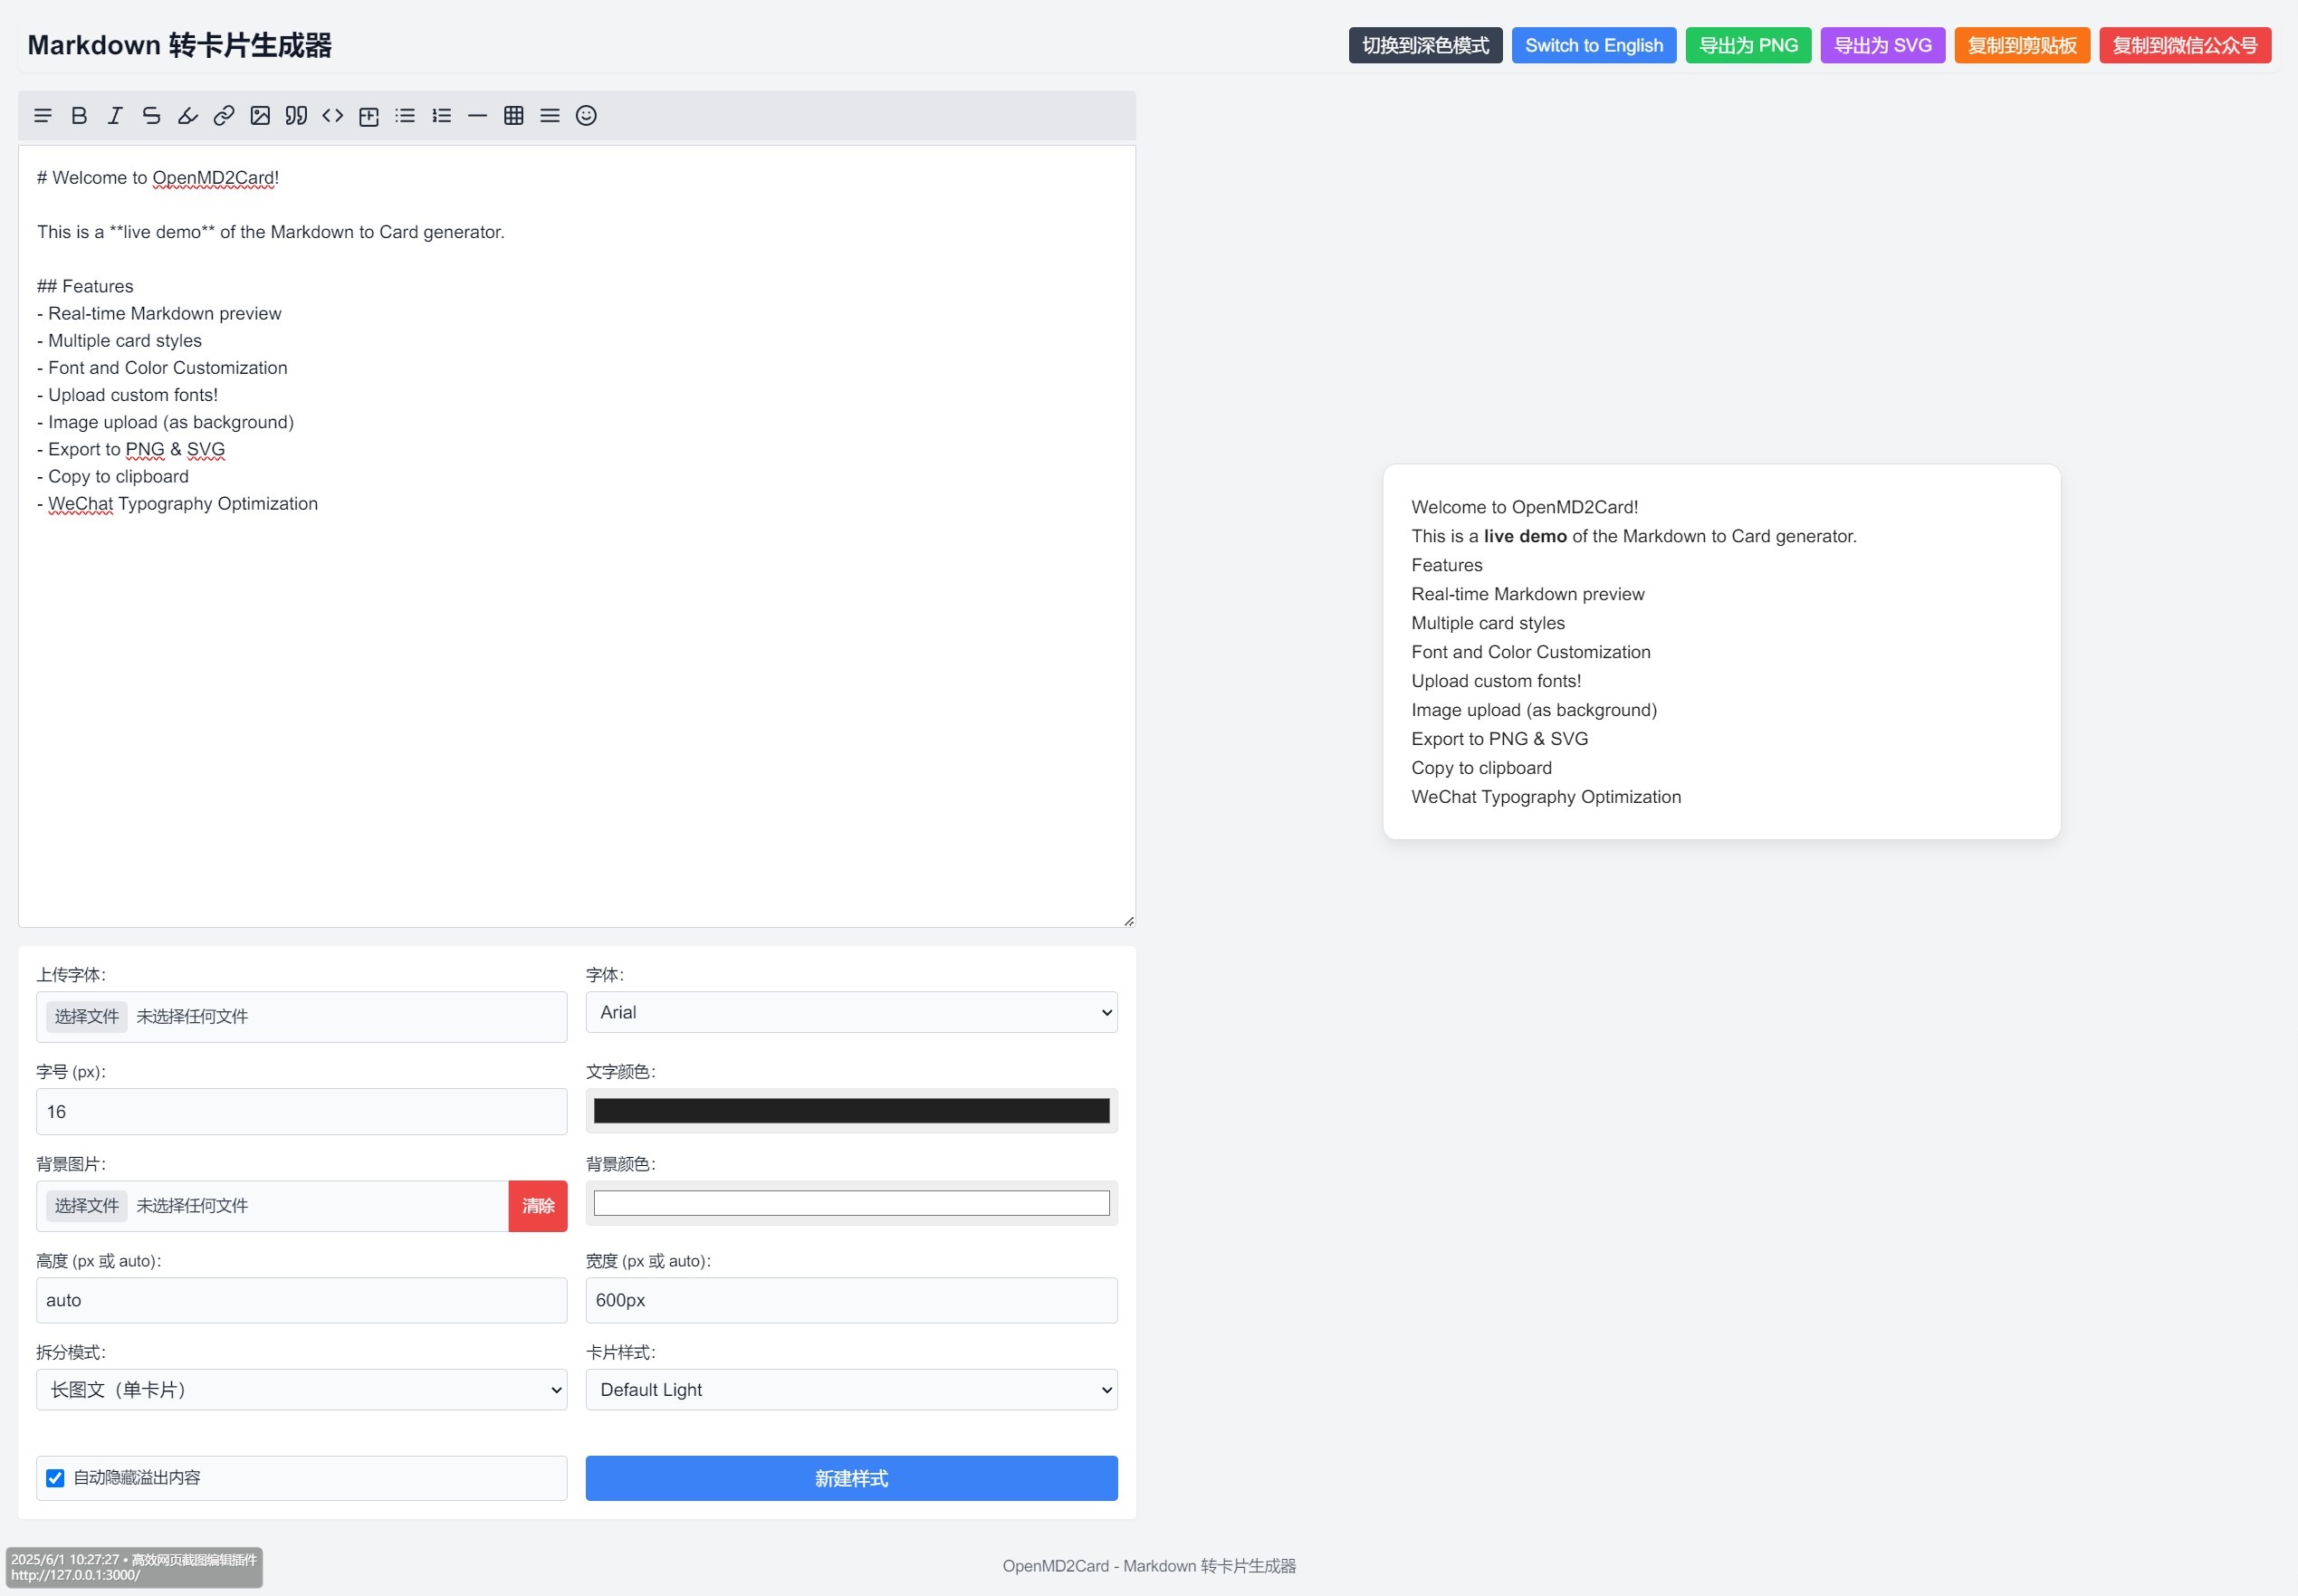 Markdown 转卡片生成器
切换到深色模式
Switch to English
导出为 PNG
导出为 SVG
复制到剪贴板
复制到微信公众号
# Welcome to OpenMD2Card!
This is a **live demo** of the Markdown to Card generator.
## Features
- Real-time Markdown preview
- Multiple card styles
- Font and Color Customization
- Upload custom fonts!
- Image upload (as background)
- Export to PNG & SVG
- Copy to clipboard
- WeChat Typography Optimization
Welcome to OpenMD2Card!
This is a live demo of the Markdown to Card generator.
Features
Real-time Markdown preview
Multiple card styles
Font and Color Customization
Upload custom fonts!
Image upload (as background)
Export to PNG & SVG
Copy to clipboard
WeChat Typography Optimization
上传字体:
选择文件 未选择任何文件
字体:
Arial
字号 (px):
16
文字颜色:
背景图片:
选择文件 未选择任何文件
清除
背景颜色:
高度 (px 或 auto):
auto
宽度 (px 或 auto):
600px
拆分模式:
长图文（单卡片）
卡片样式:
Default Light
自动隐藏溢出内容
新建样式
2025/6/1 10:27:27 • 高效网页截图编辑插件
http://127.0.0.1:3000/
OpenMD2Card - Markdown 转卡片生成器